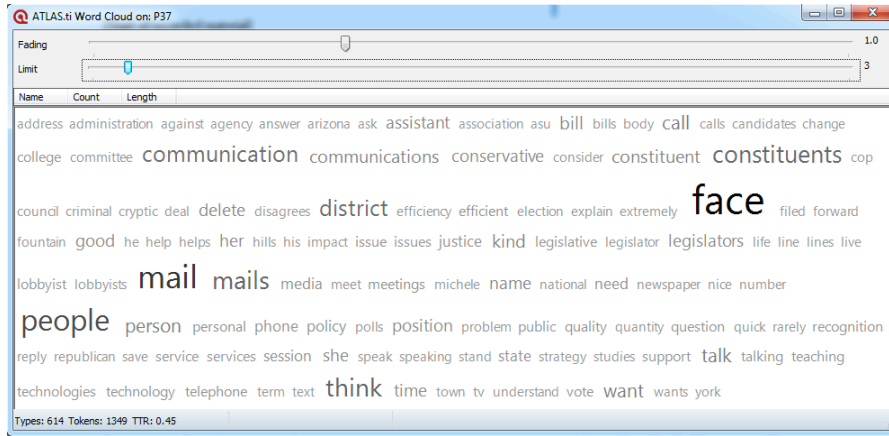 ATLAS.ti Word Cloud on: P37
Fading 1.0
Limit 3
Name Count Length
address administration against agency answer arizona ask assistant association asu bill bills body call calls candidates change
college committee communication communications conservative consider constituent constituents cop
council criminal cryptic deal delete disagrees district efficiency efficient election explain extremely face filed forward
fountain good he help helps her hills his impact issue issues justice kind legislative legislator legislators life line lines live
lobbyist lobbyists mail mails media meet meetings michele name national need newspaper nice number
people person personal phone policy polls position problem public quality quantity question quick rarely recognition
reply republican save service services session she speak speaking stand state strategy studies support talk talking teaching
technologies technology telephone term text think time town tv understand vote want wants york
Types: 614 Tokens: 1349 TTR: 0.45